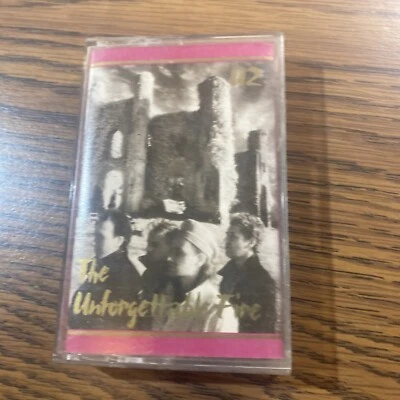 U2
The
Unforgettable Fire